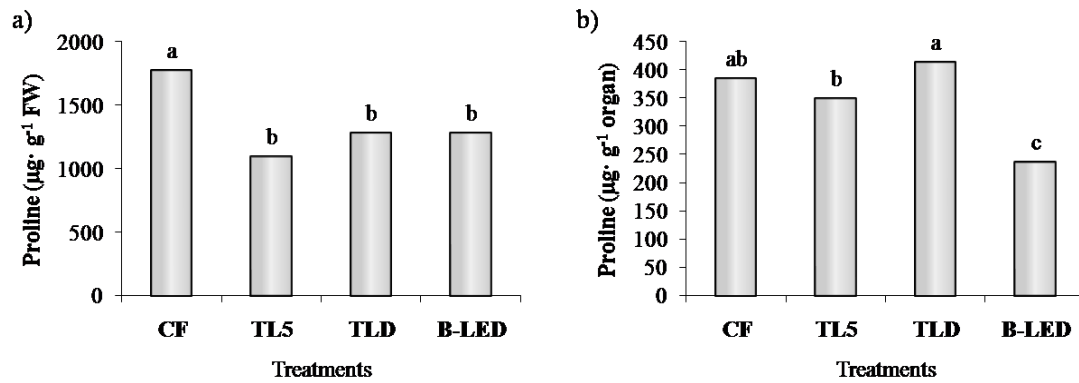 a)
Proline (µg· g⁻¹ FW)
2000
1500
1000
500
0
a
b
b
b
CF TL5 TLD B-LED
Treatments
b)
Proline (µg· g⁻¹ organ)
450
400
350
300
250
200
150
100
50
0
ab
b
a
c
CF TL5 TLD B-LED
Treatments